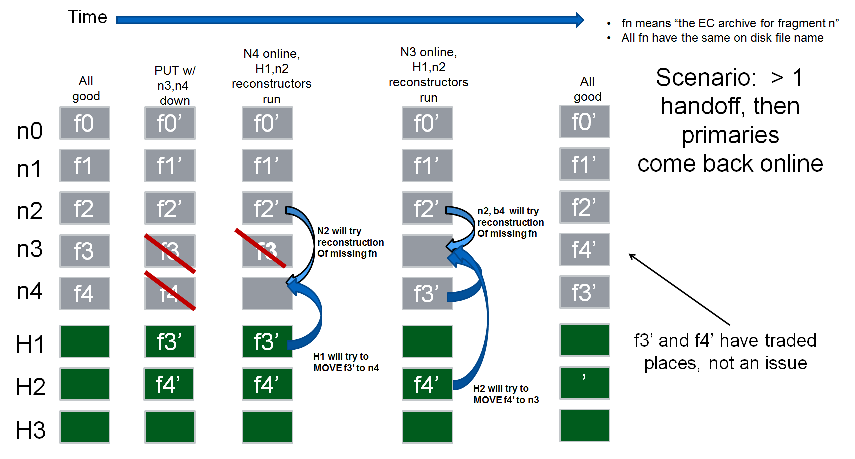 Time
• fn means “the EC archive for fragment n”
• All fn have the same on disk file name
All
good
PUT w/
n3,n4
down
N4 online,
H1,n2
reconstructors
run
N3 online,
H1,n2
reconstructors
run
All
good
Scenario: > 1
handoff, then
primaries
come back online
n0 f0 f0’ f0’ f0’ f0’
n1 f1 f1’ f1’ f1’ f1’
n2 f2 f2’ f2’ f2’ f2’
N2 will try
reconstruction
Of missing fn
n2, b4 will try
reconstruction
Of missing fn
n3 f3 f3 f3 f4’
n4 f4 f4 f3’ f3’
f3’ and f4’ have traded
places, not an issue
H1 f3’ f3’
H1 will try to
MOVE f3’ to n4
H2 f4’ f4’ f4’ ’
H2 will try to
MOVE f4’ to n3
H3